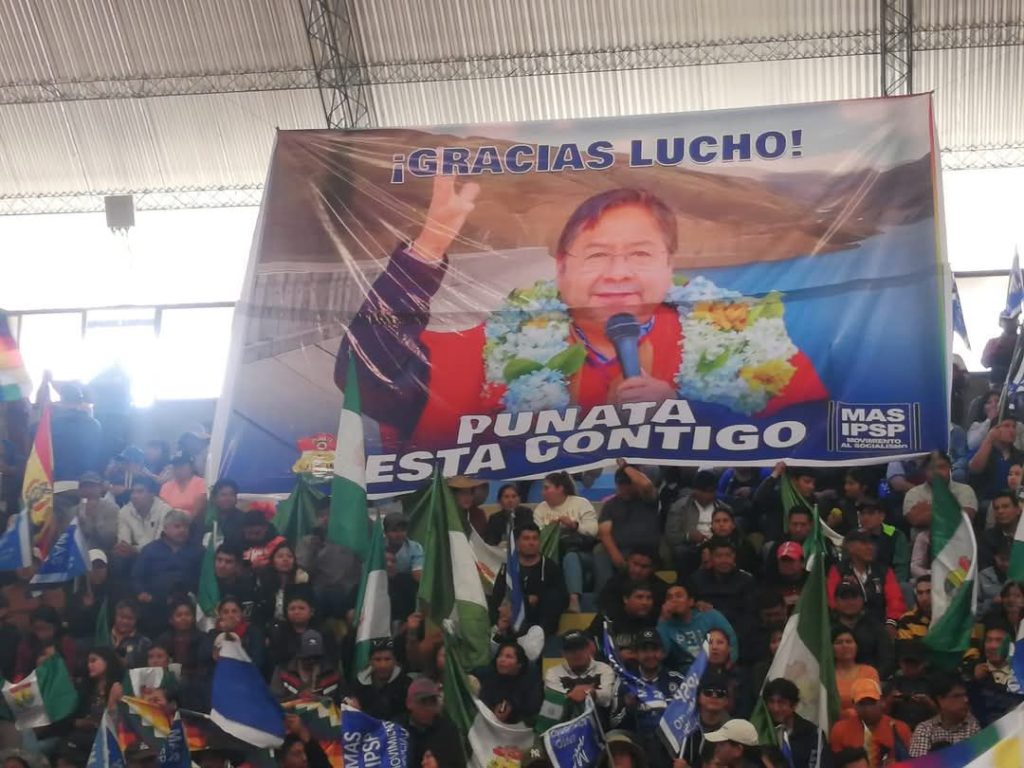 ¡GRACIAS LUCHO!
PUNATA
ESTA CONTIGO
MAS
IPSP
MOVIMIENTO
AL SOCIALISMO
MAS
IPSP